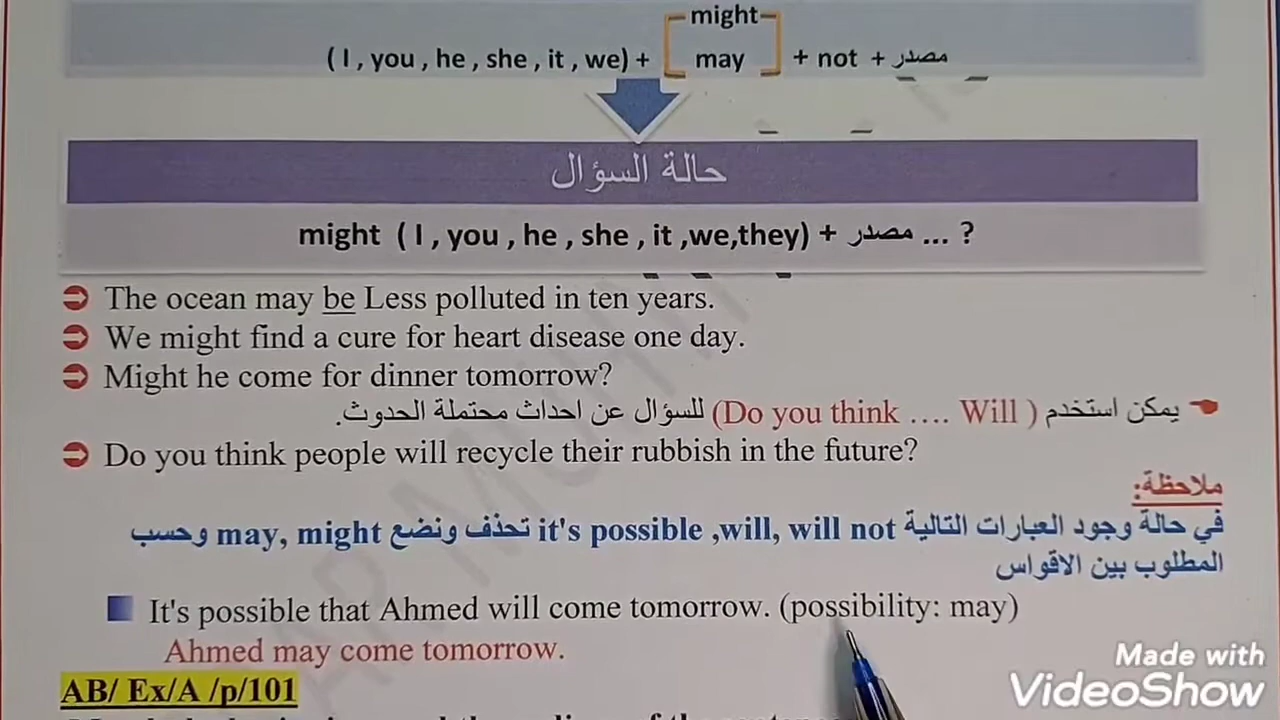 might
( I , you , he , she , it , we) + may + not + مصدر
حالة السؤال
might ( I , you , he , she , it ,we,they) + مصدر ... ?
The ocean may be Less polluted in ten years.
We might find a cure for heart disease one day.
Might he come for dinner tomorrow?
يمكن استخدم (Do you think .... Will ) للسؤال عن احداث محتملة الحدوث.
Do you think people will recycle their rubbish in the future?
ملاحظة:
في حالة وجود العبارات التالية it's possible ,will, will not تحذف ونضع may, might وحسب
المطلوب بين الاقواس
It's possible that Ahmed will come tomorrow. (possibility: may)
Ahmed may come tomorrow.
AB/ Ex/A /p/101
Made with
VideoShow